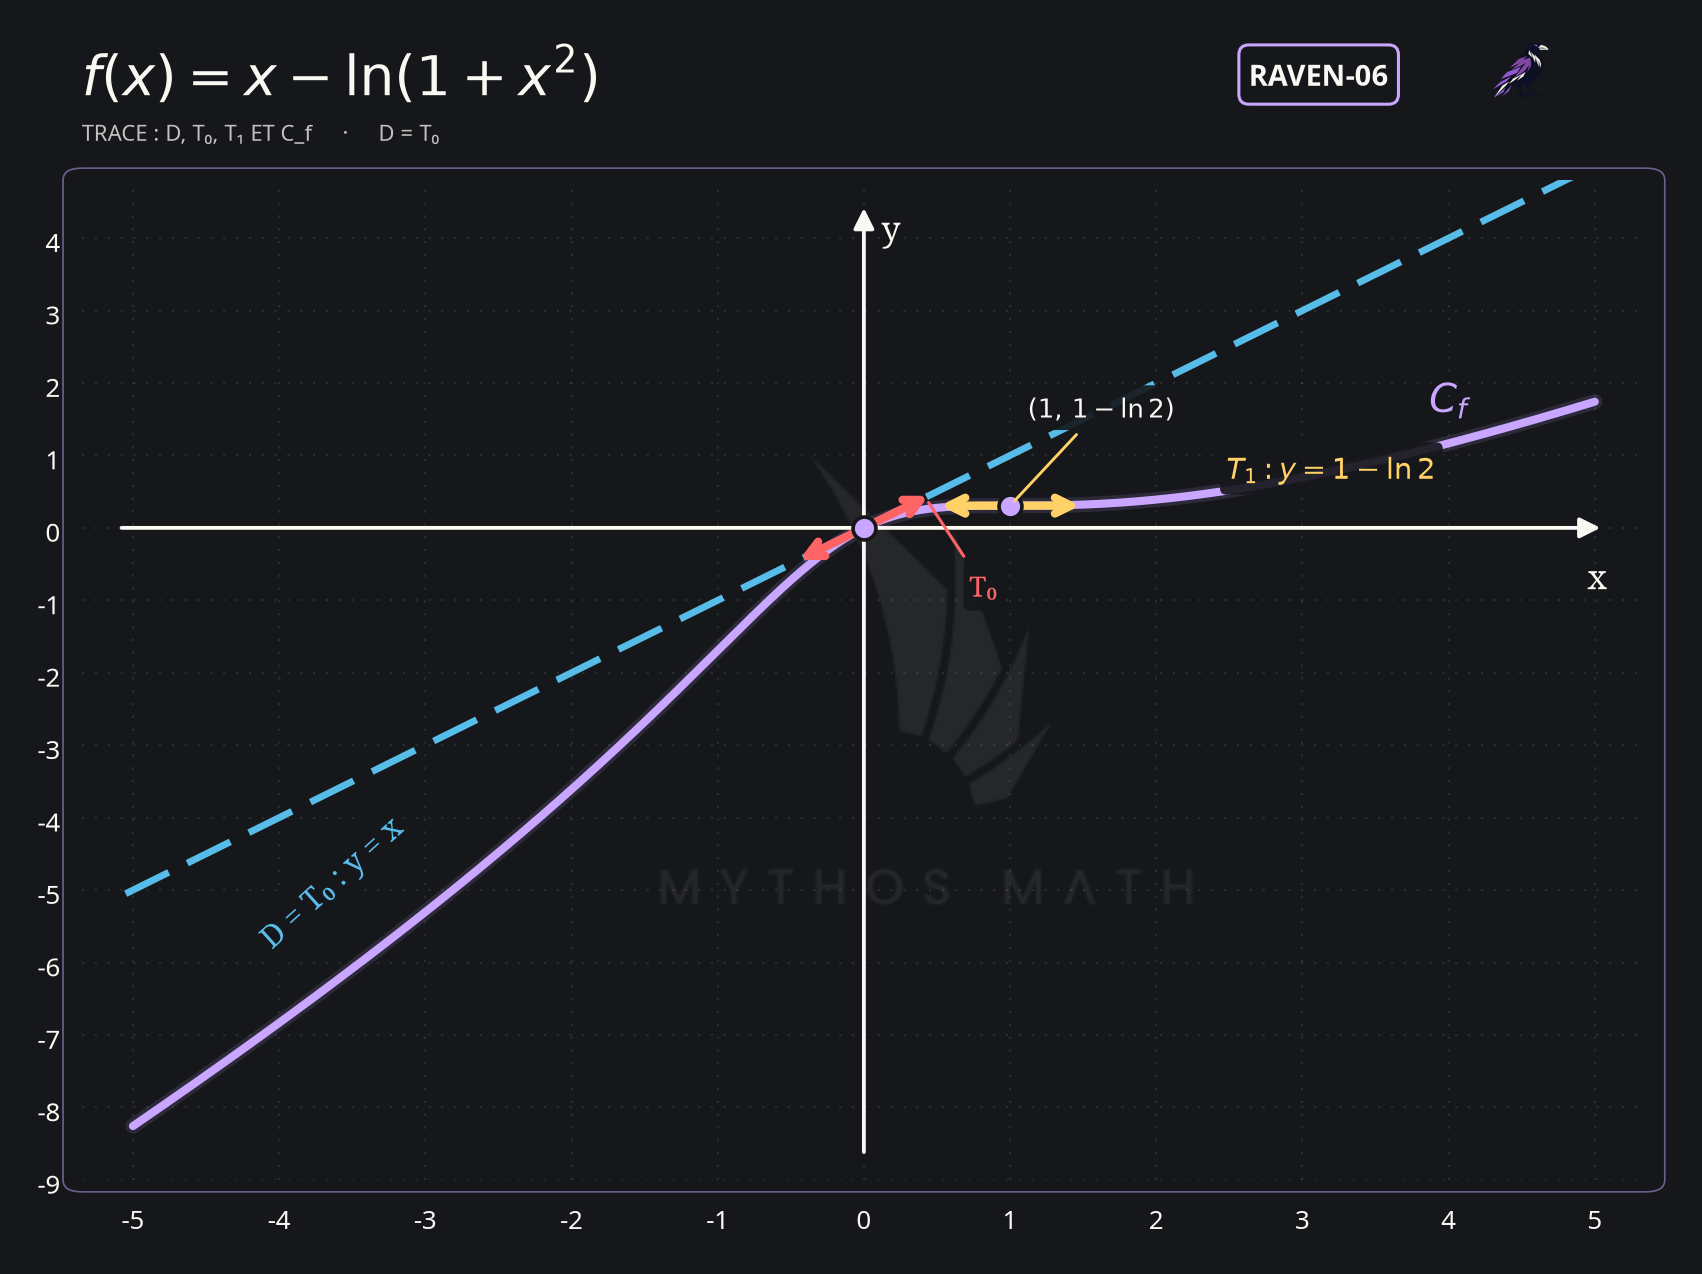 f(x) = x − ln(1 + x²)
RAVEN-06
TRACE : D, T₀, T₁ ET C_f · D = T₀
y
4
3
2
1
0
-1
-2
-3
-4
-5
-6
-7
-8
-9
(1, 1 − ln 2)
C_f
T₁ : y = 1 − ln 2
x
T₀
D = T₀ : y = x
MYTHOS MΛTH
-5 -4 -3 -2 -1 0 1 2 3 4 5